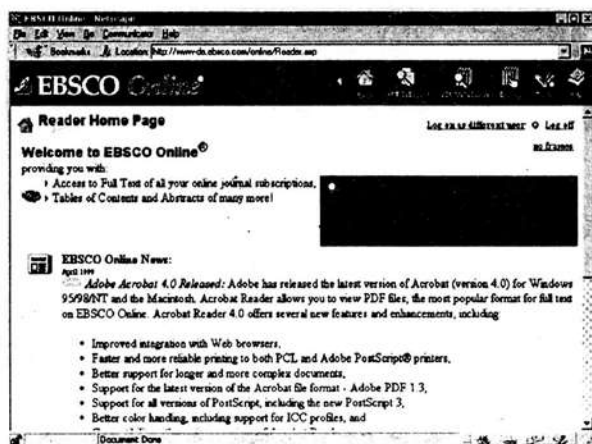 EBSCO Online - Netscape
File Edit View Go Communicator Help
Bookmarks Location: http://www-ds.ebsco.com/online/Reader.asp
EBSCO Online
Reader Home Page
Log on as different user Log off
no frames
Welcome to EBSCO Online®
providing you with:
Access to Full Text of all your online journal subscriptions,
Tables of Contents and Abstracts of many more!
EBSCO Online News:
April 1999
Adobe Acrobat 4.0 Released: Adobe has released the latest version of Acrobat (version 4.0) for Windows
95/98/NT and the Macintosh. Acrobat Reader allows you to view PDF files, the most popular format for full text
on EBSCO Online. Acrobat Reader 4.0 offers several new features and enhancements, including:
• Improved integration with Web browsers,
• Faster and more reliable printing to both PCL and Adobe PostScript® printers,
• Better support for longer and more complex documents,
• Support for the latest version of the Acrobat file format - Adobe PDF 1.3,
• Support for all versions of PostScript, including the new PostScript 3,
• Better color handling, including support for ICC profiles, and
Document: Done